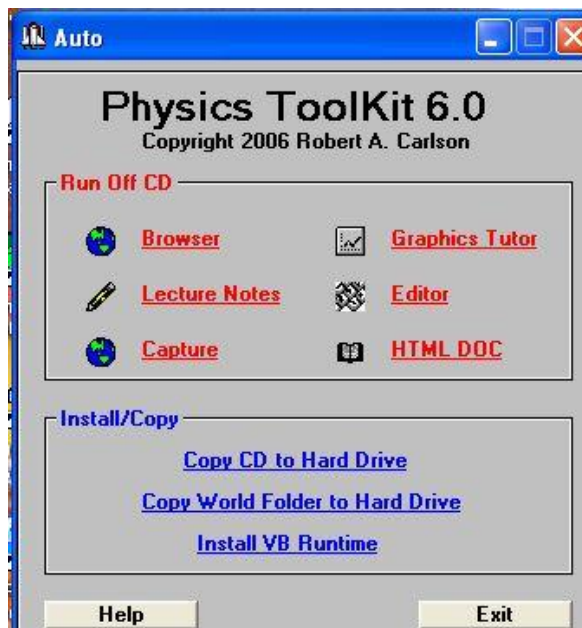 Auto
Physics ToolKit 6.0
Copyright 2006 Robert A. Carlson
Run Off CD
Browser
Graphics Tutor
Lecture Notes
Editor
Capture
HTML DOC
Install/Copy
Copy CD to Hard Drive
Copy World Folder to Hard Drive
Install VB Runtime
Help
Exit